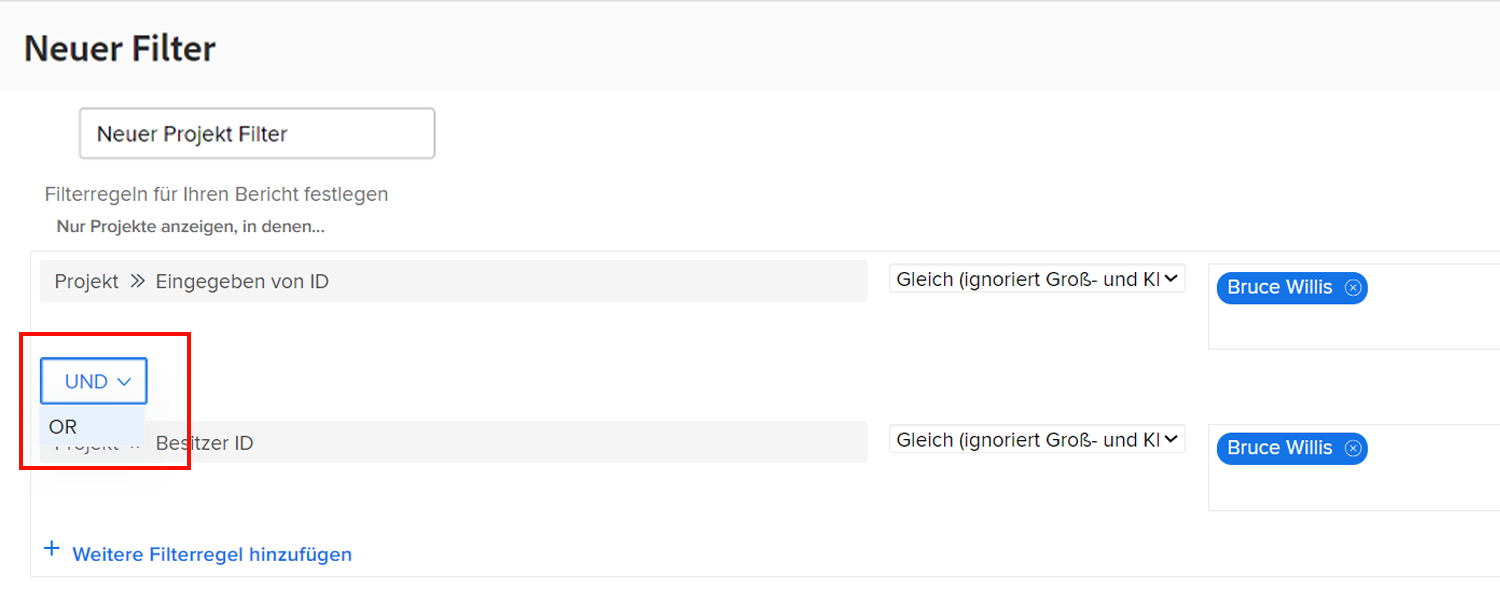 Neuer Filter
Neuer Projekt Filter
Filterregeln für Ihren Bericht festlegen
Nur Projekte anzeigen, in denen...
Projekt » Eingegeben von ID Gleich (ignoriert Groß- und Kl Bruce Willis
UND
OR
Projekt » Besitzer ID Gleich (ignoriert Groß- und Kl Bruce Willis
+ Weitere Filterregel hinzufügen